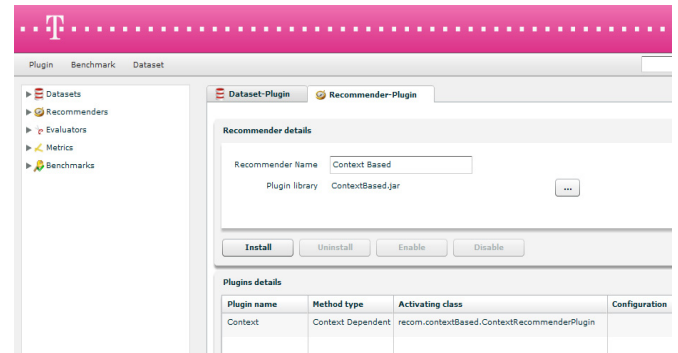 T
Plugin Benchmark Dataset
Datasets
Recommenders
Evaluators
Metrics
Benchmarks
Dataset-Plugin Recommender-Plugin
Recommender details
Recommender Name Context Based
Plugin library ContextBased.jar ...
Install Uninstall Enable Disable
Plugins details
Plugin name Method type Activating class Configuration
Context Context Dependent recom.contextBased.ContextRecommenderPlugin